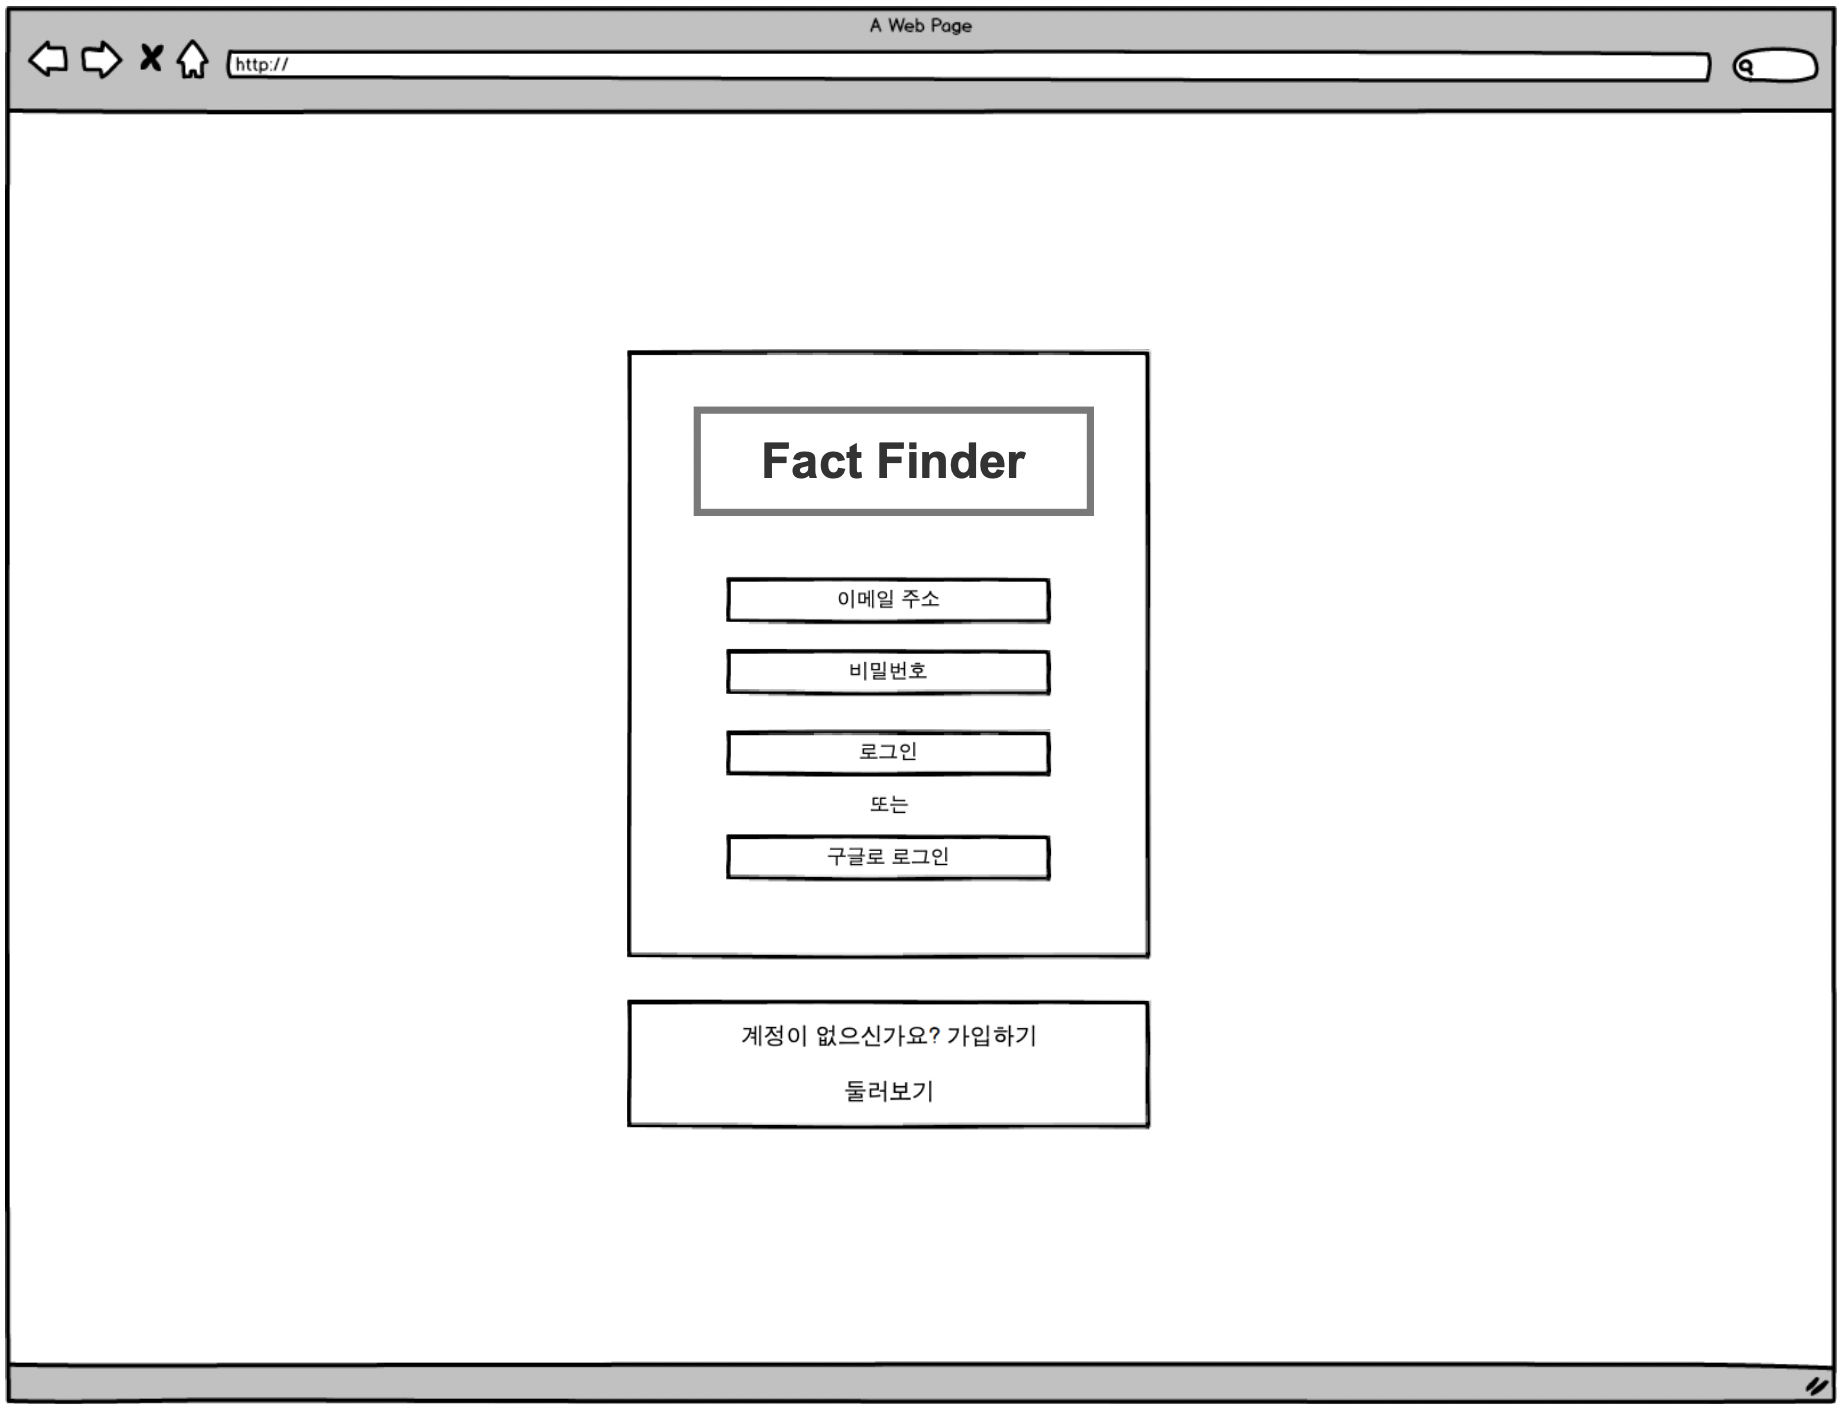 A Web Page
http://
Fact Finder
이메일 주소
비밀번호
로그인
또는
구글로 로그인
계정이 없으신가요? 가입하기
둘러보기